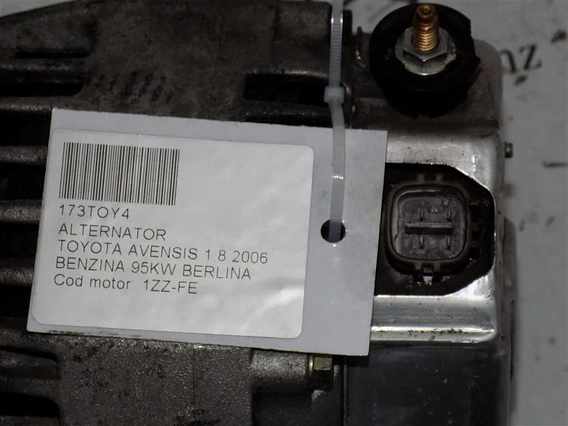 173TOY4
ALTERNATOR
TOYOTA AVENSIS 1 8 2006
BENZINA 95KW BERLINA
Cod motor 1ZZ-FE